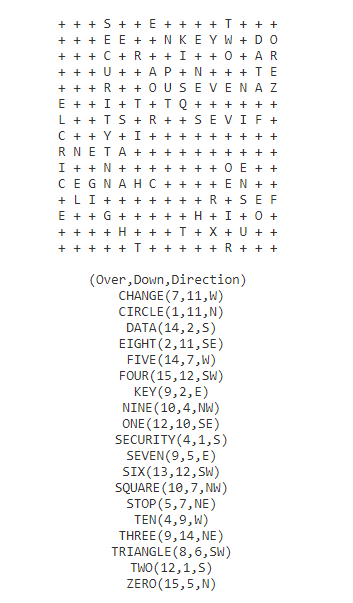 + + + S + + E + + + + T + + +
+ + + E E + + N K E Y W + D O
+ + + C + R + + I + + O + A R
+ + + U + + A P + N + + + T E
+ + + R + + O U S E V E N A Z
E + + I + T + T Q + + + + + +
L + + T S + R + + S E V I F +
C + + Y + I + + + + + + + + +
R N E T A + + + + + + + + + +
I + + N + + + + + + + O E + +
C E G N A H C + + + + E N + +
+ L I + + + + + + + R + S E F
E + + G + + + + + H + I + O +
+ + + + H + + + T + X + U + +
+ + + + + T + + + + + R + + +
(Over,Down,Direction)
CHANGE(7,11,W)
CIRCLE(1,11,N)
DATA(14,2,S)
EIGHT(2,11,SE)
FIVE(14,7,W)
FOUR(15,12,SW)
KEY(9,2,E)
NINE(10,4,NW)
ONE(12,10,SE)
SECURITY(4,1,S)
SEVEN(9,5,E)
SIX(13,12,SW)
SQUARE(10,7,NW)
STOP(5,7,NE)
TEN(4,9,W)
THREE(9,14,NE)
TRIANGLE(8,6,SW)
TWO(12,1,S)
ZERO(15,5,N)